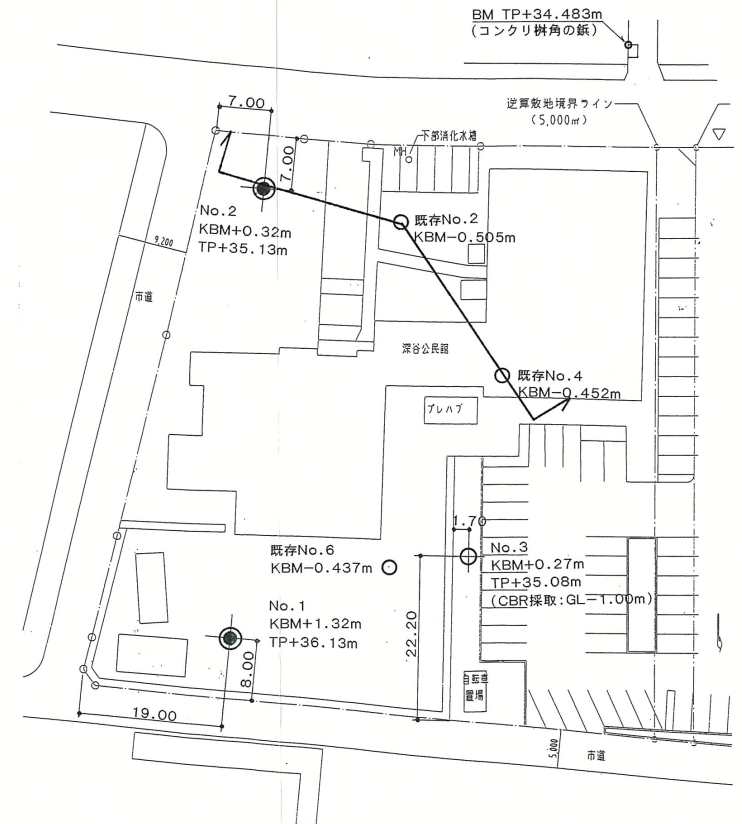 BM TP+34.483m
(コンクリ桝角の鋲)
7.00
逆算敷地境界ライン
(5,000㎡)
下部消化水槽
MH
7.00
No.2
KBM+0.32m
TP+35.13m
既存No.2
KBM-0.505m
9,200
市道
深谷公民館
既存No.4
KBM-0.452m
プレハブ
1.70
既存No.6
KBM-0.437m
No.3
KBM+0.27m
TP+35.08m
(CBR採取:GL-1.00m)
No.1
KBM+1.32m
TP+36.13m
22.20
8.00
自転車
置場
19.00
5,000
市道